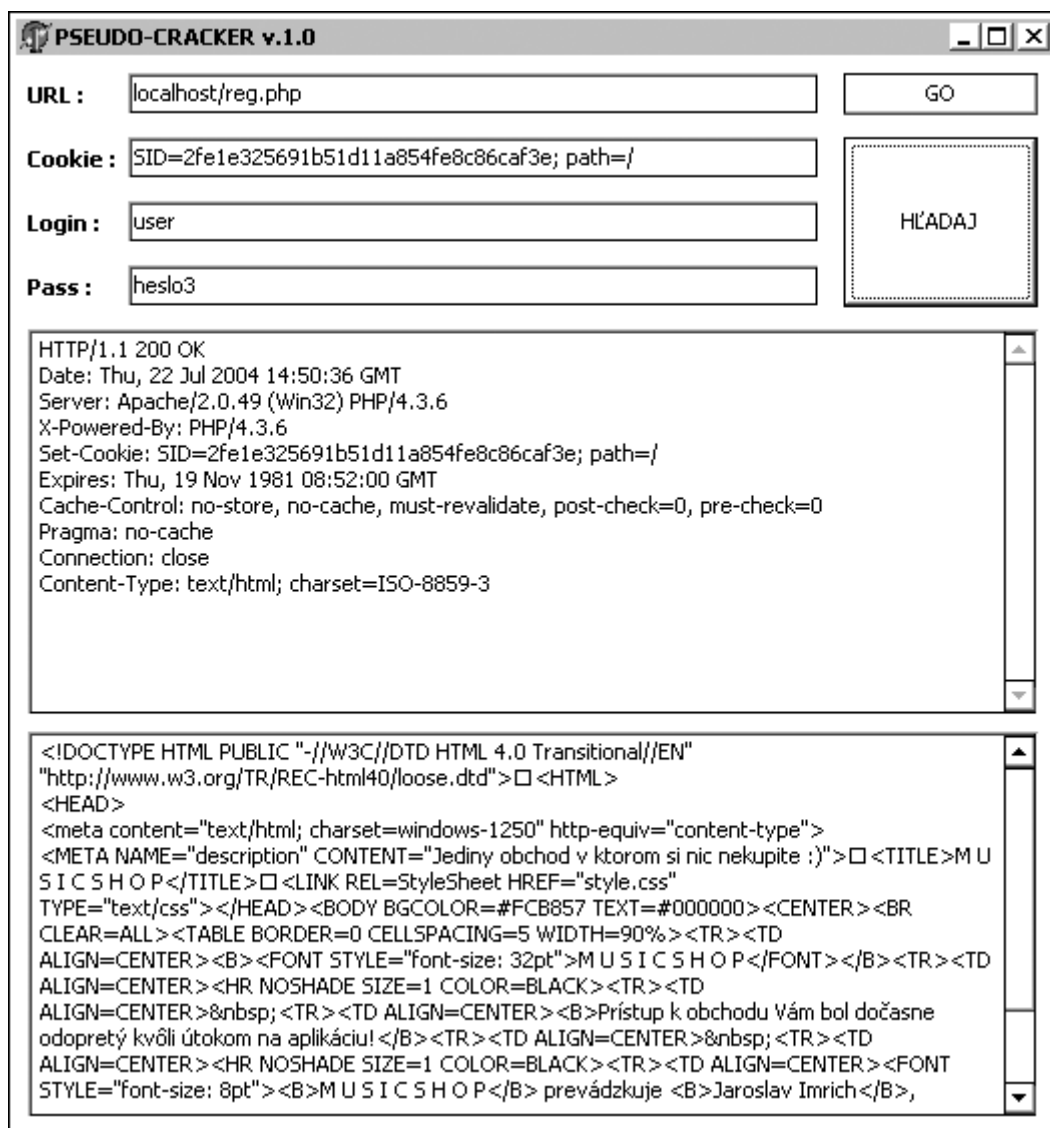 PSEUDO-CRACKER v.1.0
URL : localhost/reg.php GO
Cookie : SID=2fe1e325691b51d11a854fe8c86caf3e; path=/
Login : user HĽADAJ
Pass : heslo3
HTTP/1.1 200 OK
Date: Thu, 22 Jul 2004 14:50:36 GMT
Server: Apache/2.0.49 (Win32) PHP/4.3.6
X-Powered-By: PHP/4.3.6
Set-Cookie: SID=2fe1e325691b51d11a854fe8c86caf3e; path=/
Expires: Thu, 19 Nov 1981 08:52:00 GMT
Cache-Control: no-store, no-cache, must-revalidate, post-check=0, pre-check=0
Pragma: no-cache
Connection: close
Content-Type: text/html; charset=ISO-8859-3
<!DOCTYPE HTML PUBLIC "-//W3C//DTD HTML 4.0 Transitional//EN"
"http://www.w3.org/TR/REC-html40/loose.dtd">□<HTML>
<HEAD>
<meta content="text/html; charset=windows-1250" http-equiv="content-type">
<META NAME="description" CONTENT="Jediny obchod v ktorom si nic nekupite :)">□<TITLE>M U
S I C S H O P</TITLE>□<LINK REL=StyleSheet HREF="style.css"
TYPE="text/css"></HEAD><BODY BGCOLOR=#FCB857 TEXT=#000000><CENTER><BR
CLEAR=ALL><TABLE BORDER=0 CELLSPACING=5 WIDTH=90%><TR><TD
ALIGN=CENTER><B><FONT STYLE="font-size: 32pt">M U S I C S H O P</FONT></B><TR><TD
ALIGN=CENTER><HR NOSHADE SIZE=1 COLOR=BLACK><TR><TD
ALIGN=CENTER>&nbsp;<TR><TD ALIGN=CENTER><B>Prístup k obchodu Vám bol dočasne
odopretý kvôli útokom na aplikáciu!</B><TR><TD ALIGN=CENTER>&nbsp;<TR><TD
ALIGN=CENTER><HR NOSHADE SIZE=1 COLOR=BLACK><TR><TD ALIGN=CENTER><FONT
STYLE="font-size: 8pt"><B>M U S I C S H O P</B> prevádzkuje <B>Jaroslav Imrich</B>,